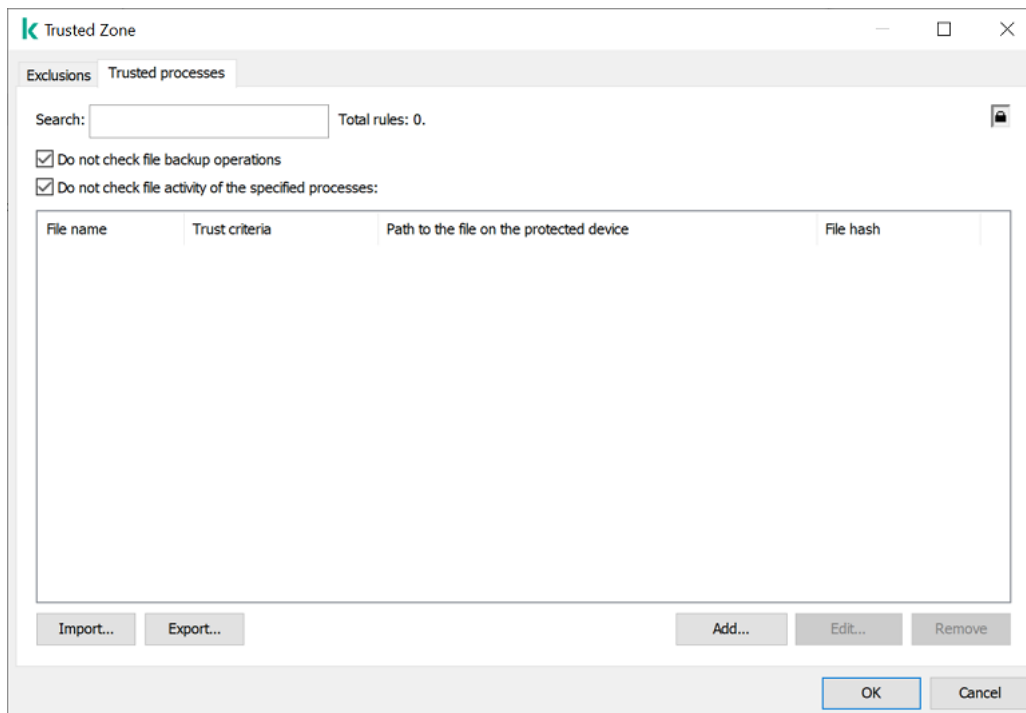 Trusted Zone
Exclusions Trusted processes
Search: Total rules: 0.
Do not check file backup operations
Do not check file activity of the specified processes:
File name Trust criteria Path to the file on the protected device File hash
Import... Export... Add... Edit... Remove
OK Cancel